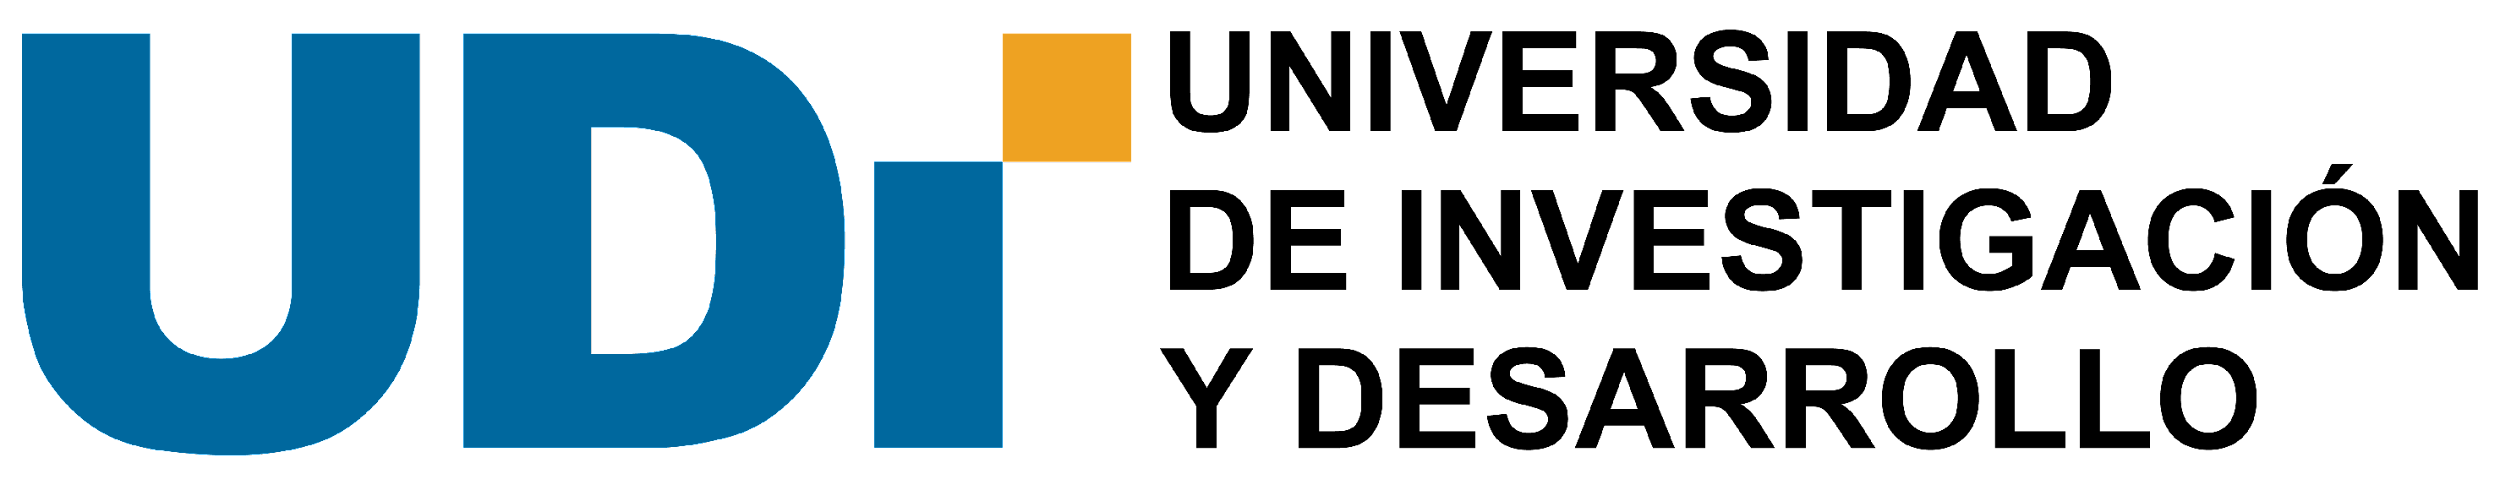 UDi
UNIVERSIDAD
DE INVESTIGACIÓN
Y DESARROLLO